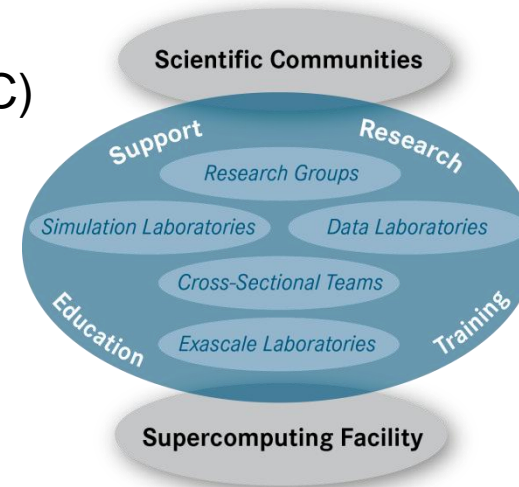 Scientific Communities
C)
Support
Research
Research Groups
Simulation Laboratories
Data Laboratories
Cross-Sectional Teams
Education
Training
Exascale Laboratories
Supercomputing Facility